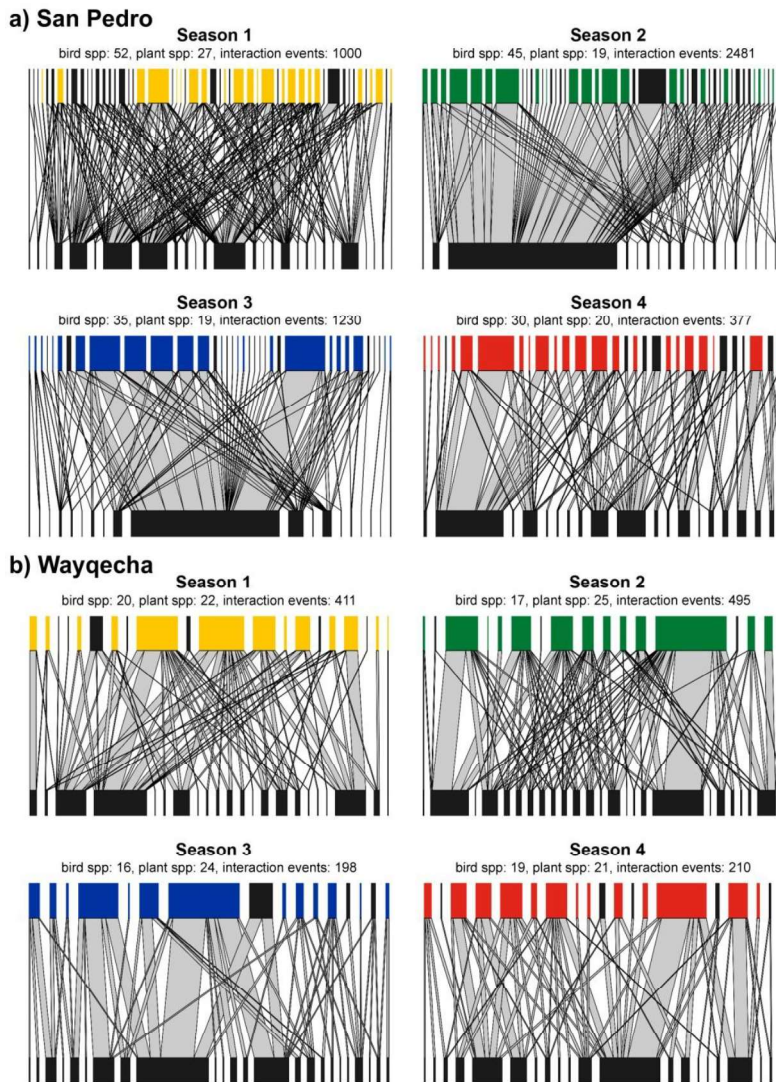 a) San Pedro
Season 1
bird spp: 52, plant spp: 27, interaction events: 1000
Season 2
bird spp: 45, plant spp: 19, interaction events: 2481
Season 3
bird spp: 35, plant spp: 19, interaction events: 1230
Season 4
bird spp: 30, plant spp: 20, interaction events: 377
b) Wayqecha
Season 1
bird spp: 20, plant spp: 22, interaction events: 411
Season 2
bird spp: 17, plant spp: 25, interaction events: 495
Season 3
bird spp: 16, plant spp: 24, interaction events: 198
Season 4
bird spp: 19, plant spp: 21, interaction events: 210